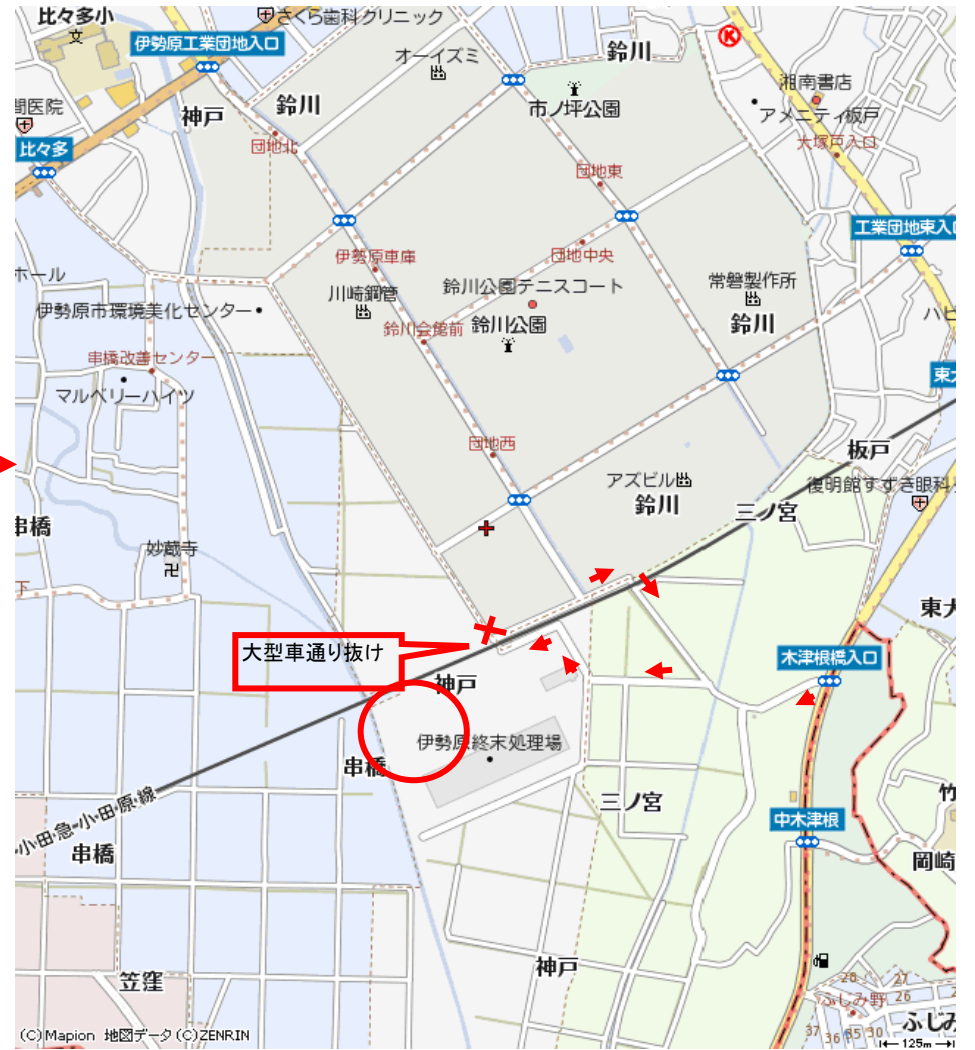 比々多小
さくら歯科クリニック
伊勢原工業団地入口
オーイズミ
鈴川
湘南書店
市ノ坪公園
アメニティ板戸
神戸
鈴川
医院
団地北
大塚戸入口
比々多
団地東
工業団地東入口
伊勢原車庫
団地中央
ホール
川崎鋼管
鈴川公園テニスコート
常磐製作所
伊勢原市環境美化センター
鈴川会館前
鈴川公園
鈴川
串橋改善センター
マルベリーハイツ
団地西
板戸
アズビル
復明館すずき眼科
鈴川
三ノ宮
串橋
妙蔵寺
下
大型車通り抜け
木津根橋入口
神戸
伊勢原終末処理場
串橋
三ノ宮
小田急小田原線
中木津根
串橋
岡崎
神戸
笠窪
28
27
26
ふじみ野
37
36
35
30
125m
(C)Mapion 地図データ(C)ZENRIN